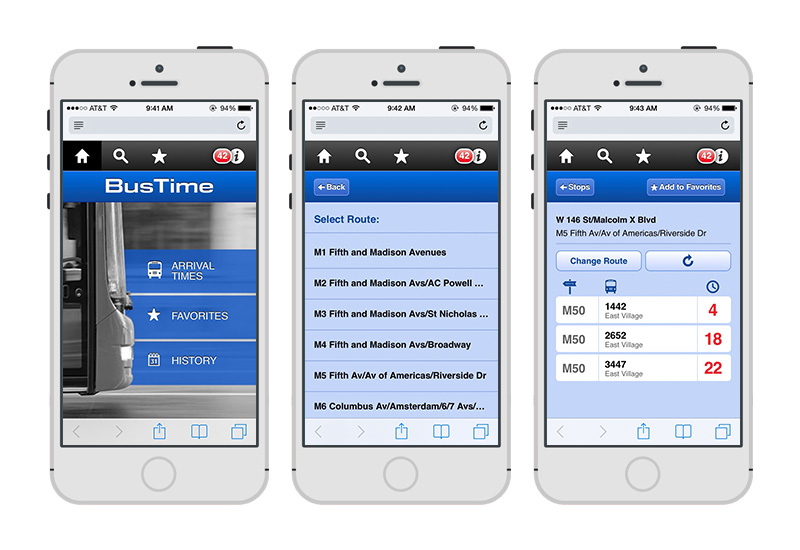 AT&T 9:41 AM 94%
42 i
BusTime
ARRIVAL
TIMES
FAVORITES
31 HISTORY
AT&T 9:42 AM 94%
42 i
Back
Select Route:
M1 Fifth and Madison Avenues
M2 Fifth and Madison Avs/AC Powell ...
M3 Fifth and Madison Avs/St Nicholas ...
M4 Fifth and Madison Avs/Broadway
M5 Fifth Av/Av of Americas/Riverside Dr
M6 Columbus Av/Amsterdam/6/7 Avs/...
AT&T 9:43 AM 94%
42 i
Stops Add to Favorites
W 146 St/Malcolm X Blvd
M5 Fifth Av/Av of Americas/Riverside Dr
Change Route
M50 1442 4
East Village
M50 2652 18
East Village
M50 3447 22
East Village